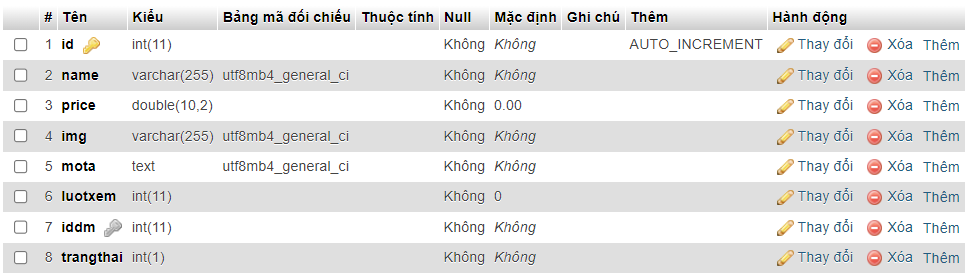 # Tên Kiểu Bảng mã đối chiếu Thuộc tính Null Mặc định Ghi chú Thêm Hành động
1 id int(11) Không Không AUTO_INCREMENT Thay đổi Xóa Thêm
2 name varchar(255) utf8mb4_general_ci Không Không Thay đổi Xóa Thêm
3 price double(10,2) Không 0.00 Thay đổi Xóa Thêm
4 img varchar(255) utf8mb4_general_ci Không Không Thay đổi Xóa Thêm
5 mota text utf8mb4_general_ci Không Không Thay đổi Xóa Thêm
6 luotxem int(11) Không 0 Thay đổi Xóa Thêm
7 iddm int(11) Không Không Thay đổi Xóa Thêm
8 trangthai int(1) Không Không Thay đổi Xóa Thêm